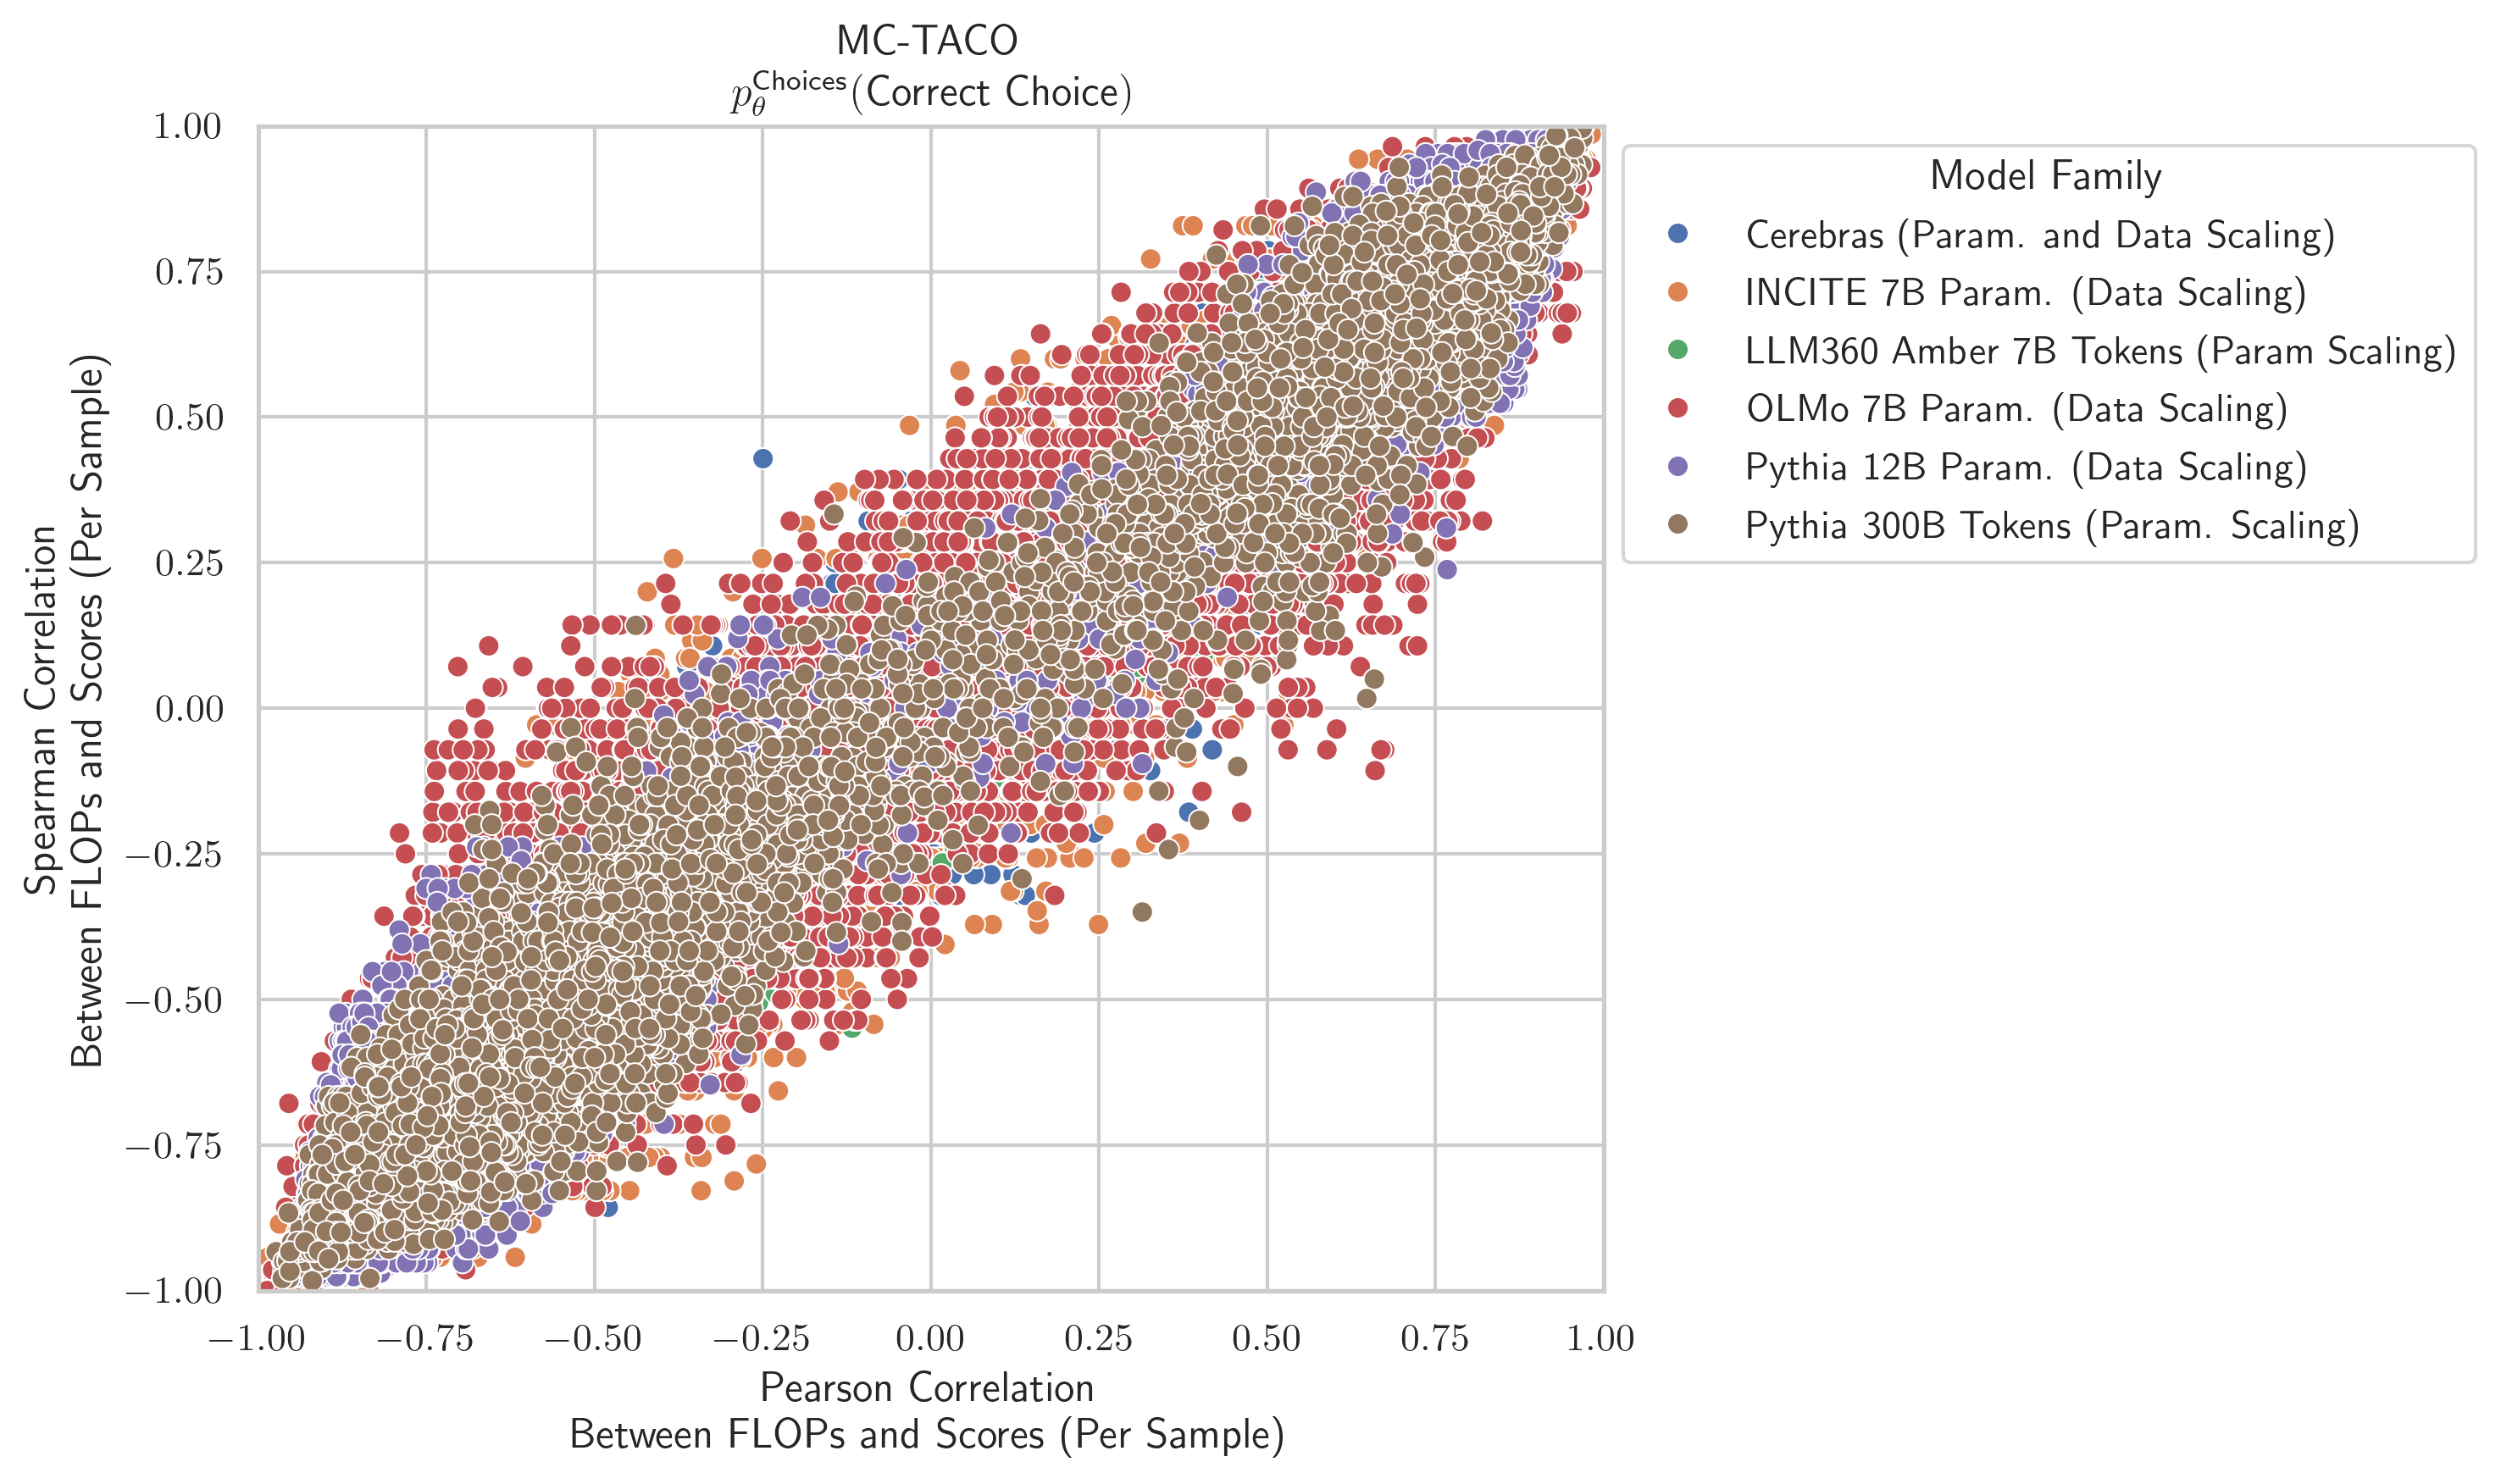 MC-TACO
p_θ^Choices(Correct Choice)
1.00
0.75
0.50
0.25
0.00
−0.25
−0.50
−0.75
−1.00
Spearman Correlation
Between FLOPs and Scores (Per Sample)
−1.00 −0.75 −0.50 −0.25 0.00 0.25 0.50 0.75 1.00
Pearson Correlation
Between FLOPs and Scores (Per Sample)
Model Family
Cerebras (Param. and Data Scaling)
INCITE 7B Param. (Data Scaling)
LLM360 Amber 7B Tokens (Param Scaling)
OLMo 7B Param. (Data Scaling)
Pythia 12B Param. (Data Scaling)
Pythia 300B Tokens (Param. Scaling)